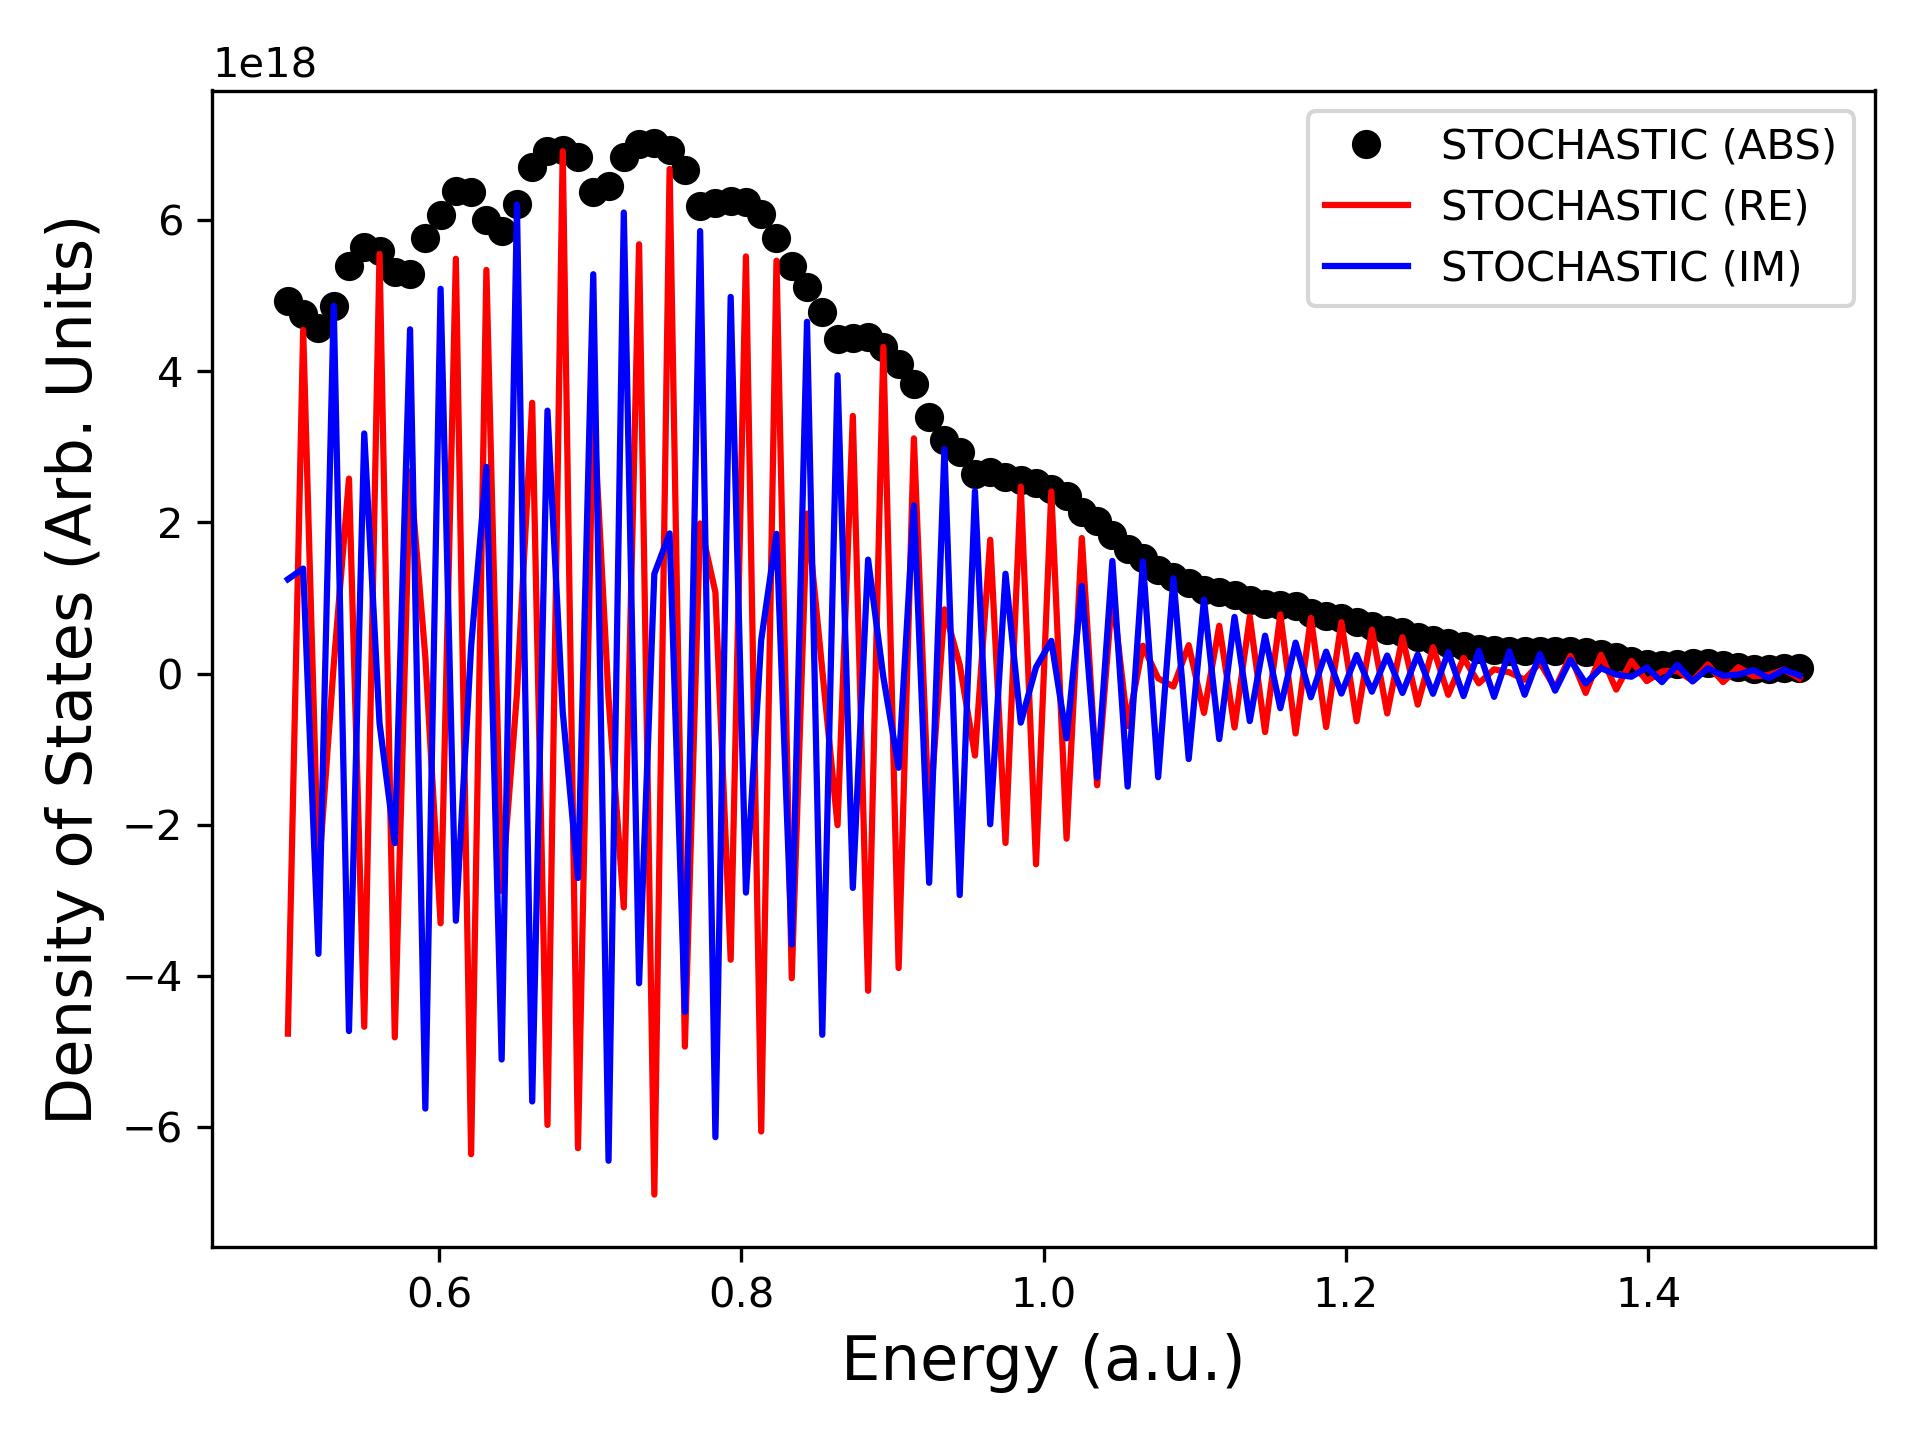 1e18
STOCHASTIC (ABS)
STOCHASTIC (RE)
STOCHASTIC (IM)
Density of States (Arb. Units)
6
4
2
0
−2
−4
−6
0.6 0.8 1.0 1.2 1.4
Energy (a.u.)